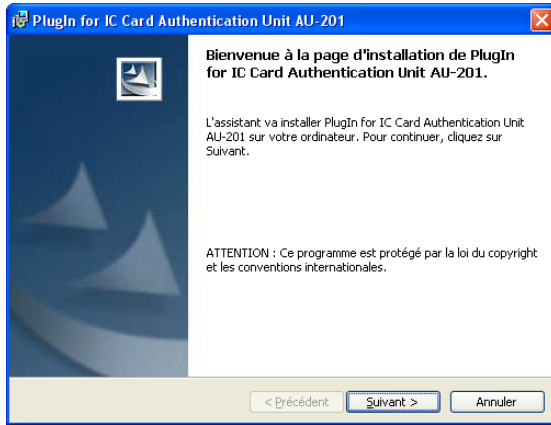 PlugIn for IC Card Authentication Unit AU-201
Bienvenue à la page d'installation de PlugIn
for IC Card Authentication Unit AU-201.
L'assistant va installer PlugIn for IC Card Authentication Unit
AU-201 sur votre ordinateur. Pour continuer, cliquez sur
Suivant.
ATTENTION : Ce programme est protégé par la loi du copyright
et les conventions internationales.
< Précédent Suivant > Annuler